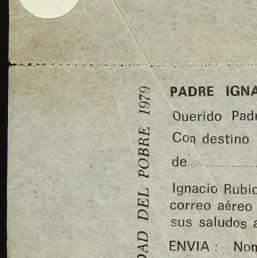 DAD DEL POBRE 1979
PADRE IGNA
Querido Padr
Con destino
de
Ignacio Rubio
correo aéreo
sus saludos a
ENVIA : Nom